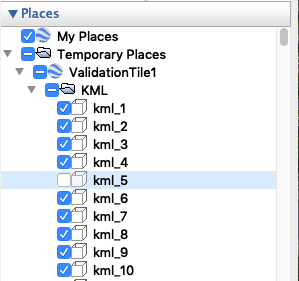 Places
My Places
Temporary Places
ValidationTile1
KML
kml_1
kml_2
kml_3
kml_4
kml_5
kml_6
kml_7
kml_8
kml_9
kml_10